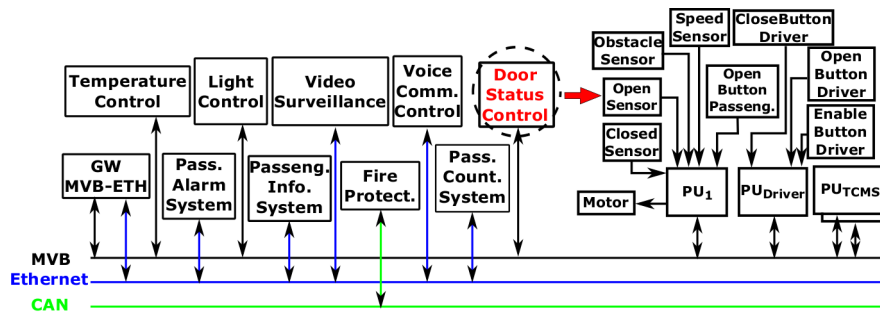 Temperature
Control
Light
Control
Video
Surveillance
Voice
Comm.
Control
Door
Status
Control
Obstacle
Sensor
Speed
Sensor
CloseButton
Driver
Open
Sensor
Open
Button
Passeng.
Open
Button
Driver
Closed
Sensor
Enable
Button
Driver
GW
MVB-ETH
Pass.
Alarm
System
Passeng.
Info.
System
Fire
Protect.
Pass.
Count.
System
Motor
PU1
PUDriver
PUTCMS
MVB
Ethernet
CAN